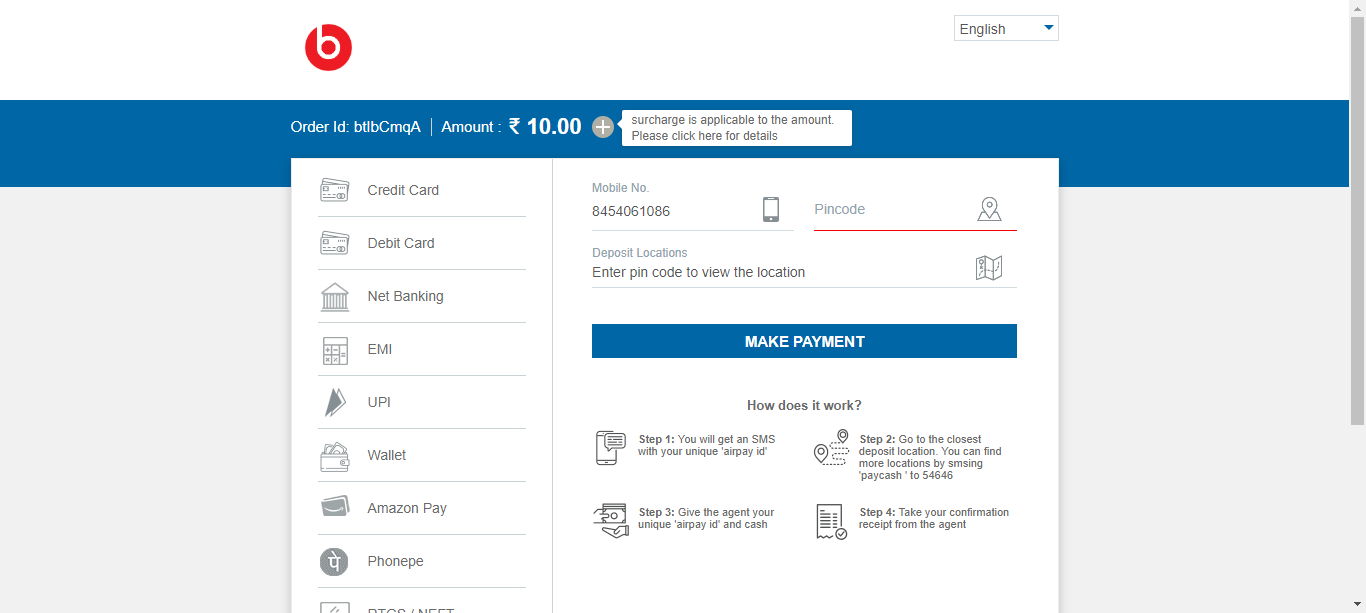 b
English
Order Id: btlbCmqA
Amount : ₹ 10.00
surcharge is applicable to the amount.
Please click here for details
Credit Card
Debit Card
Net Banking
EMI
UPI
Wallet
Amazon Pay
Phonepe
RTGS / NEFT
Mobile No.
8454061086
Pincode
Deposit Locations
Enter pin code to view the location
MAKE PAYMENT
How does it work?
Step 1: You will get an SMS
with your unique 'airpay id'
Step 2: Go to the closest
deposit location. You can find
more locations by smsing
'paycash ' to 54646
Step 3: Give the agent your
unique 'airpay id' and cash
Step 4: Take your confirmation
receipt from the agent